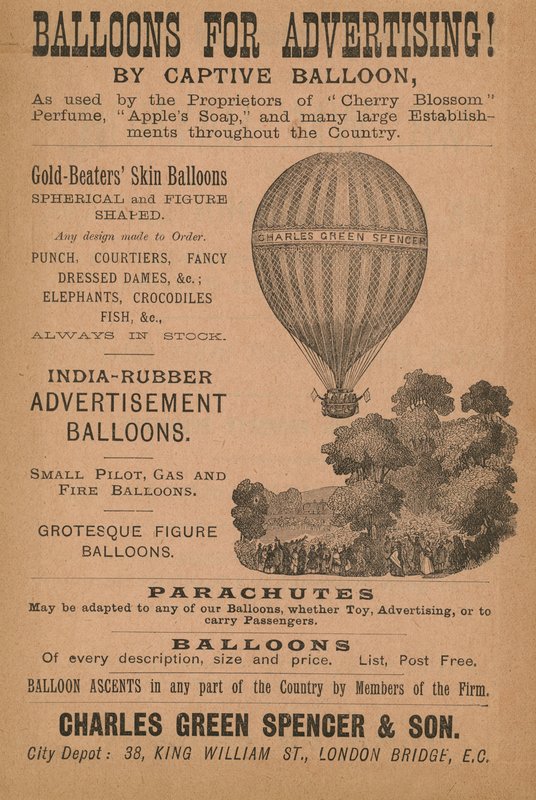 BALLOONS FOR ADVERTISING!
BY CAPTIVE BALLOON,
As used by the Proprietors of "Cherry Blossom"
Perfume, "Apple's Soap," and many large Establish-
ments throughout the Country.
Gold-Beaters' Skin Balloons
SPHERICAL and FIGURE
SHAPED.
Any design made to Order.
PUNCH, COURTIERS, FANCY
DRESSED DAMES, &c.;
ELEPHANTS, CROCODILES
FISH, &c.,
ALWAYS IN STOCK.
INDIA-RUBBER
ADVERTISEMENT
BALLOONS.
SMALL PILOT, GAS AND
FIRE BALLOONS.
GROTESQUE FIGURE
BALLOONS.
CHARLES GREEN SPENCER
PARACHUTES
May be adapted to any of our Balloons, whether Toy, Advertising, or to
carry Passengers.
BALLOONS
Of every description, size and price. List, Post Free.
BALLOON ASCENTS in any part of the Country by Members of the Firm.
CHARLES GREEN SPENCER & SON.
City Depot: 38, KING WILLIAM ST., LONDON BRIDGE, E.C.